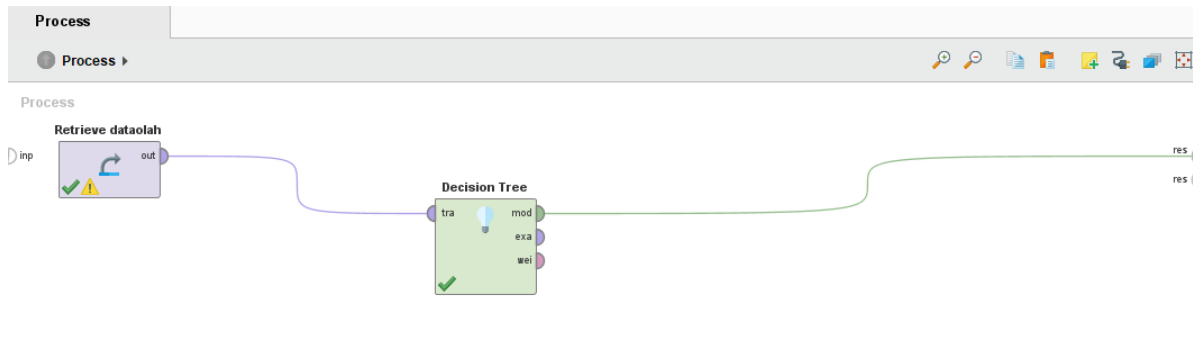 Process
Process
Process
Retrieve dataolah
inp
out
res
res
Decision Tree
tra
mod
exa
wei